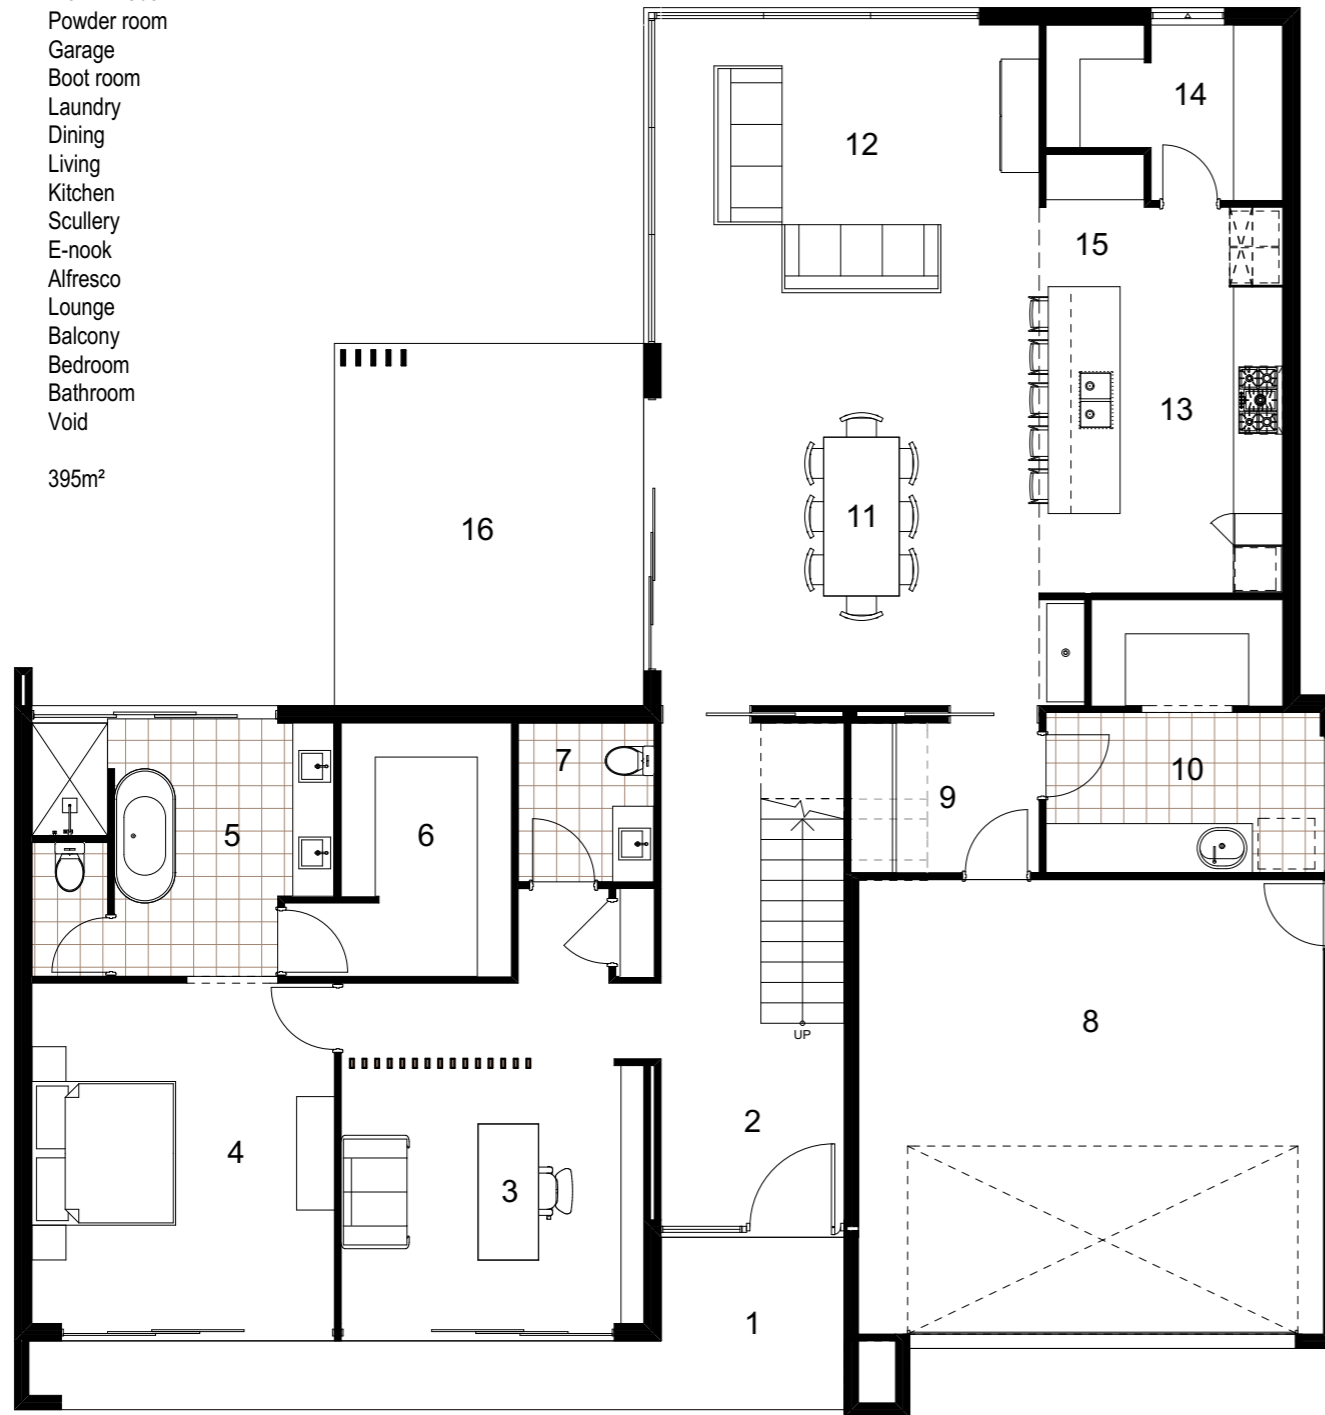 Powder room
Garage
Boot room
Laundry
Dining
Living
Kitchen
Scullery
E-nook
Alfresco
Lounge
Balcony
Bedroom
Bathroom
Void
395m²
12
14
15
13
11
16
7
10
9
5
6
8
UP
2
4
3
1